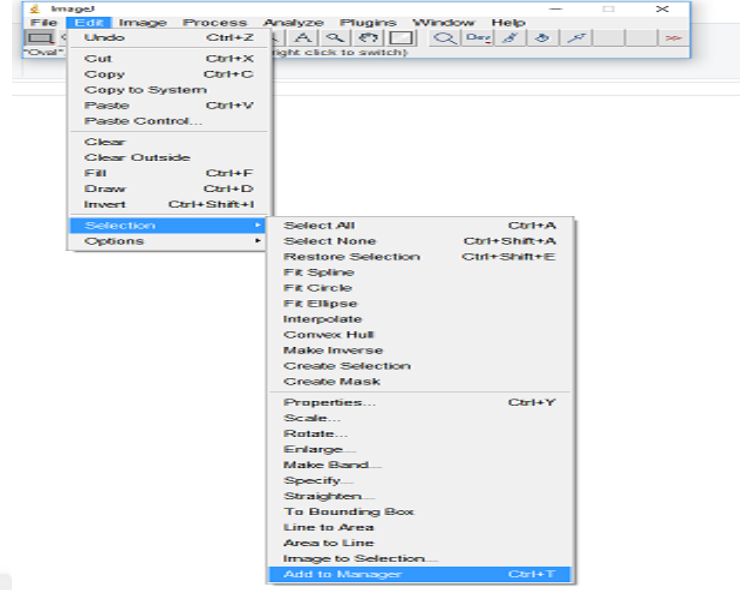 ImageJ
File Edit Image Process Analyze Plugins Window Help
A Dev >>
"Oval", right click to switch)
Undo Ctrl+Z
Cut Ctrl+X
Copy Ctrl+C
Copy to System
Paste Ctrl+V
Paste Control...
Clear
Clear Outside
Fill Ctrl+F
Draw Ctrl+D
Invert Ctrl+Shift+I
Selection
Options
Select All Ctrl+A
Select None Ctrl+Shift+A
Restore Selection Ctrl+Shift+E
Fit Spline
Fit Circle
Fit Ellipse
Interpolate
Convex Hull
Make Inverse
Create Selection
Create Mask
Properties... Ctrl+Y
Scale...
Rotate...
Enlarge...
Make Band...
Specify...
Straighten...
To Bounding Box
Line to Area
Area to Line
Image to Selection...
Add to Manager Ctrl+T